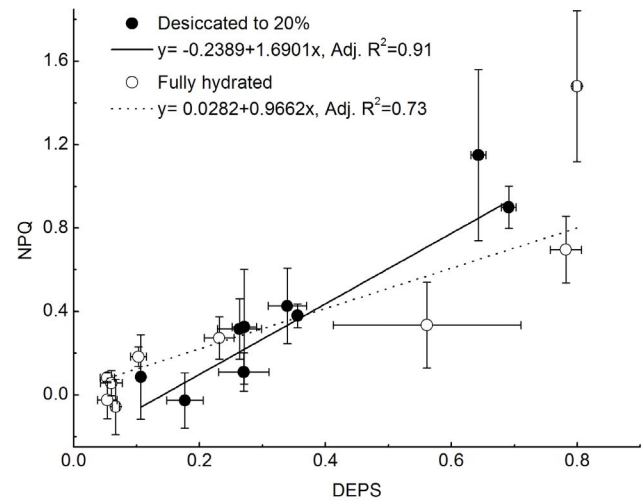 Desiccated to 20%
y= -0.2389+1.6901x, Adj. R²=0.91
Fully hydrated
y= 0.0282+0.9662x, Adj. R²=0.73
1.6
1.2
0.8
0.4
0.0
NPQ
0.0 0.2 0.4 0.6 0.8
DEPS